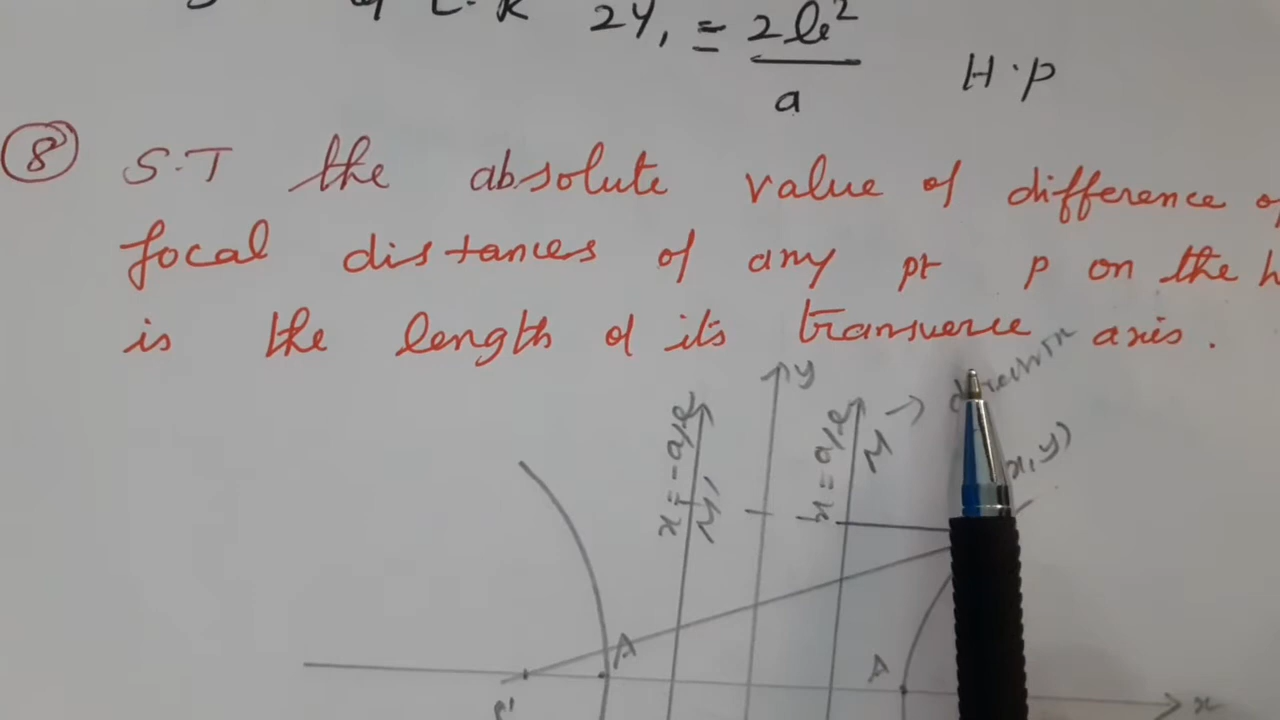 2y₁ = 2b²
a
H.P
8 S.T the absolute value of difference of
focal distances of any pt P on the h
is the length of its transverse axis.
y
x = -a/e
x = a/e
directrix
M'
M
x, y)
A
A
S'
x